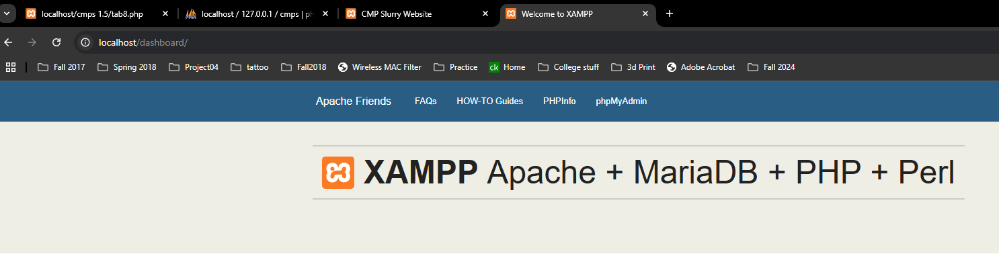 localhost/cmps 1.5/tab8.php localhost / 127.0.0.1 / cmps | ph CMP Slurry Website Welcome to XAMPP
localhost/dashboard/
Fall 2017 Spring 2018 Project04 tattoo Fall2018 Wireless MAC Filter Practice ck Home College stuff 3d Print Adobe Acrobat Fall 2024
Apache Friends FAQs HOW-TO Guides PHPInfo phpMyAdmin
XAMPP Apache + MariaDB + PHP + Perl